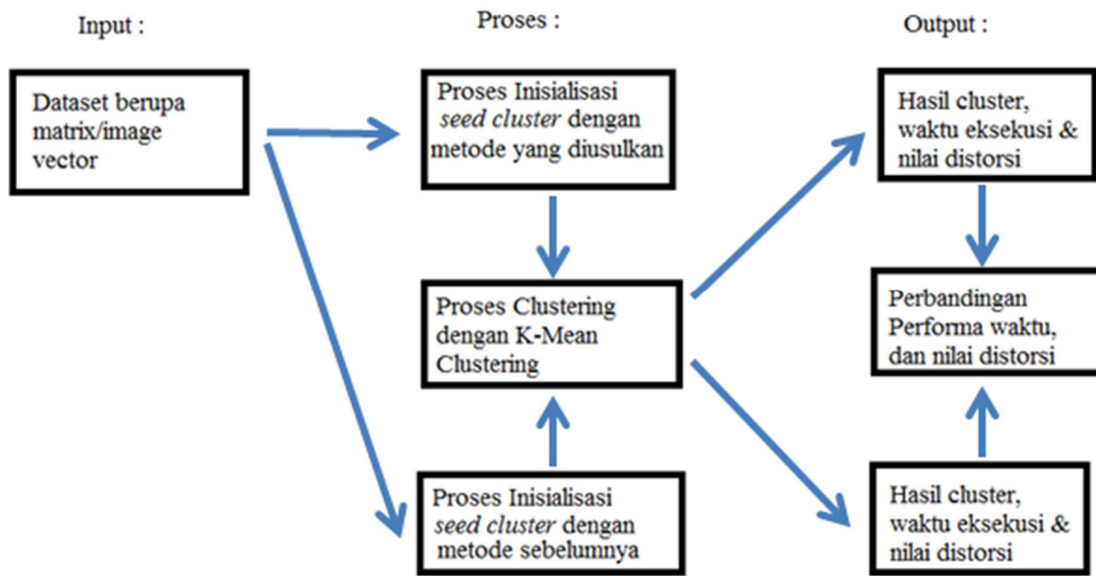 Input :
Proses :
Output :
Dataset berupa
matrix/image
vector
Proses Inisialisasi
seed cluster dengan
metode yang diusulkan
Hasil cluster,
waktu eksekusi &
nilai distorsi
Proses Clustering
dengan K-Mean
Clustering
Perbandingan
Performa waktu,
dan nilai distorsi
Proses Inisialisasi
seed cluster dengan
metode sebelumnya
Hasil cluster,
waktu eksekusi &
nilai distorsi